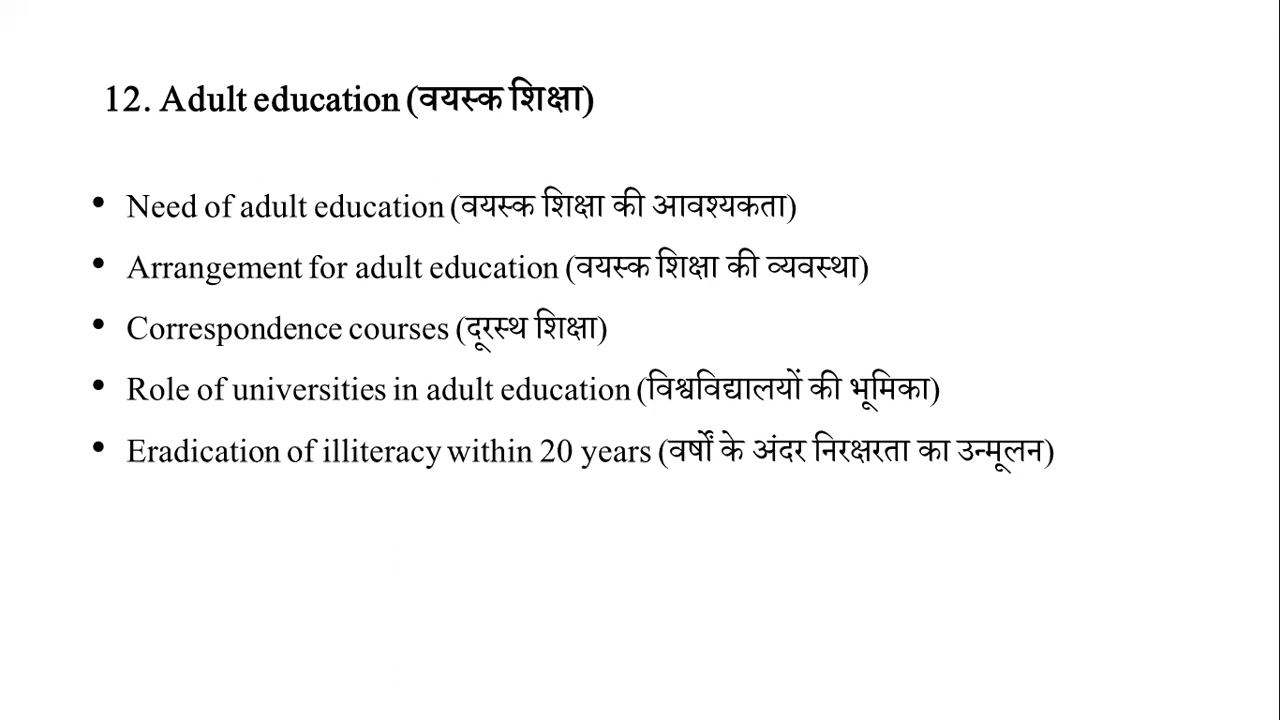 12. Adult education (वयस्क शिक्षा)
• Need of adult education (वयस्क शिक्षा की आवश्यकता)
• Arrangement for adult education (वयस्क शिक्षा की व्यवस्था)
• Correspondence courses (दूरस्थ शिक्षा)
• Role of universities in adult education (विश्वविद्यालयों की भूमिका)
• Eradication of illiteracy within 20 years (वर्षों के अंदर निरक्षरता का उन्मूलन)